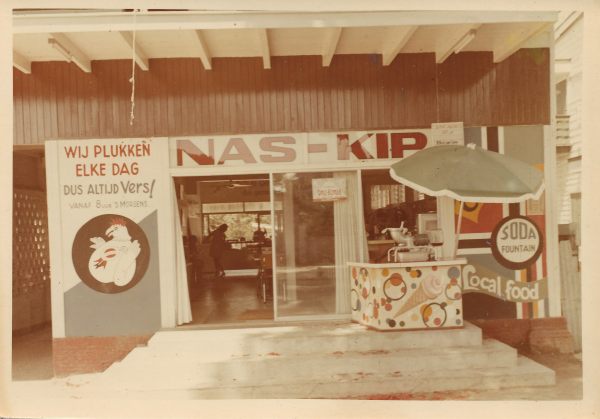 WIJ PLUKKEN
ELKE DAG
DUS ALTIJD Vers!
VANAF 8 UUR 'S MORGENS
NAS-KIP
SODA
FOUNTAIN
Local food